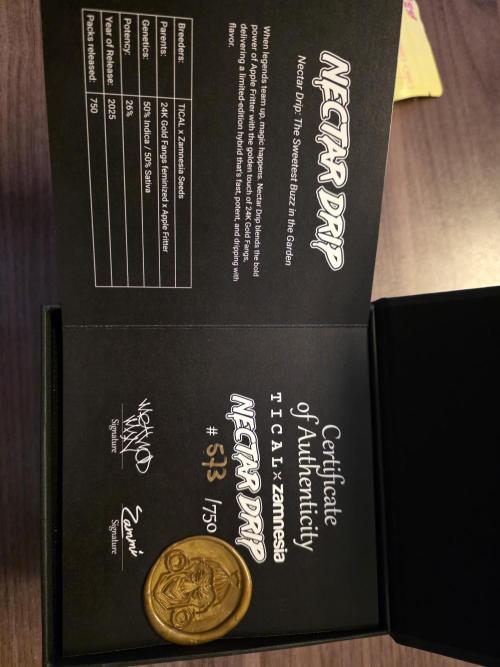 NECTAR DRIP
Nectar Drip: The Sweetest Buzz in the Garden
When legends team up, magic happens. Nectar Drip blends the bold
power of Apple Fritter with the golden touch of 24K Gold Fangs,
delivering a limited-edition hybrid that's fast, potent, and dripping with
flavor.
Breeders: TICAL x Zamnesia Seeds
Parents: 24K Gold Fangs feminized x Apple Fritter
Genetics: 50% Indica / 50% Sativa
Potency: 26%
Year of Release: 2025
Packs released: 750
Certificate
of Authenticity
TICAL x zamnesia
NECTAR DRIP
# 573 /750
Zammi
Signature Signature